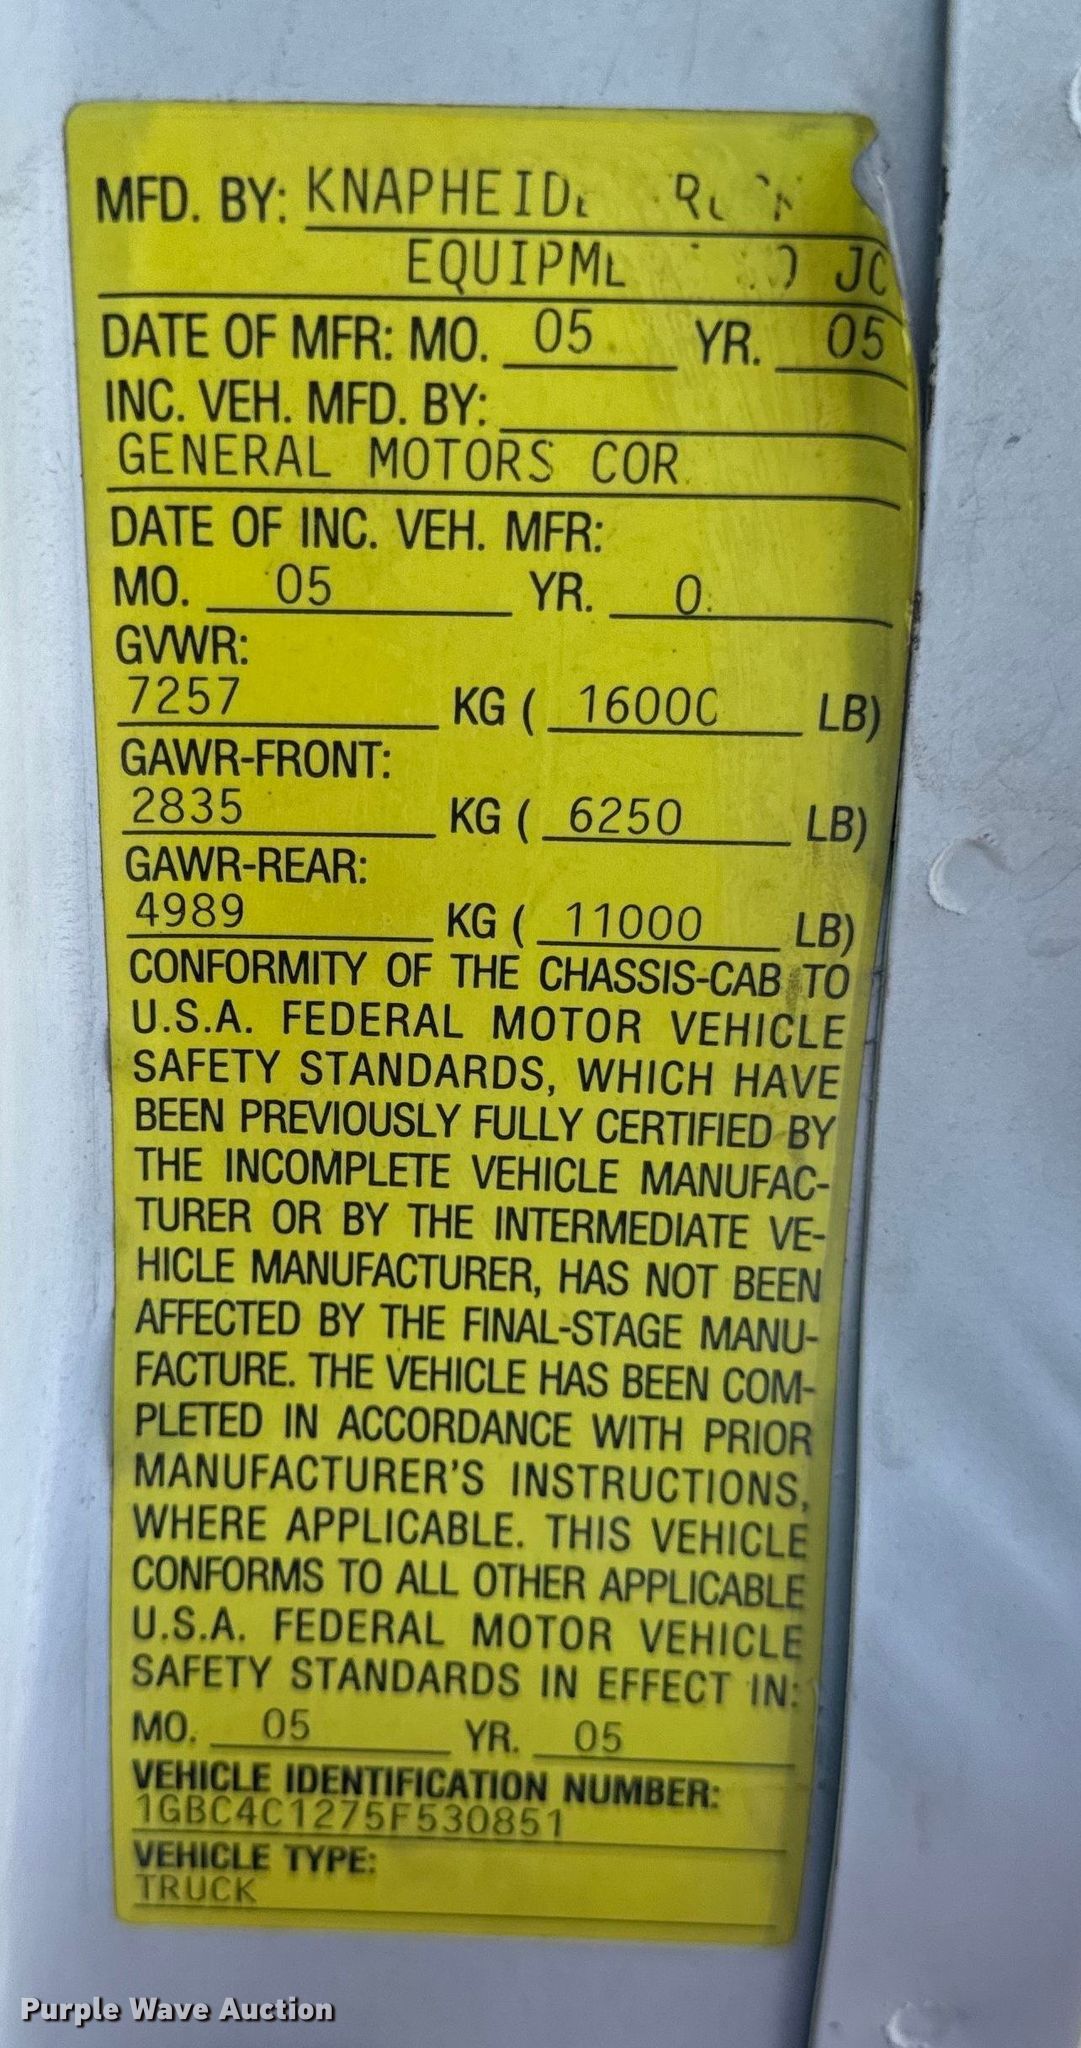 MFD. BY: KNAPHEID
JC
DATE OF MFR: MO. 05 YR. 05
INC. VEH. MFD. BY:
GENERAL MOTORS COR
DATE OF INC. VEH. MFR:
MO. 05 YR. 0
GVWR:
7257 KG ( 16000 LB)
GAWR-FRONT:
2835 KG ( 6250 LB)
GAWR-REAR:
4989 KG ( 11000 LB)
CONFORMITY OF THE CHASSIS-CAB TO
U.S.A. FEDERAL MOTOR VEHICLE
SAFETY STANDARDS, WHICH HAVE
BEEN PREVIOUSLY FULLY CERTIFIED BY
THE INCOMPLETE VEHICLE MANUFAC-
TURER OR BY THE INTERMEDIATE VE-
HICLE MANUFACTURER, HAS NOT BEEN
AFFECTED BY THE FINAL-STAGE MANU-
FACTURE. THE VEHICLE HAS BEEN COM-
PLETED IN ACCORDANCE WITH PRIOR
MANUFACTURER'S INSTRUCTIONS,
WHERE APPLICABLE. THIS VEHICLE
CONFORMS TO ALL OTHER APPLICABLE
U.S.A. FEDERAL MOTOR VEHICLE
SAFETY STANDARDS IN EFFECT IN:
MO. 05 YR. 05
VEHICLE IDENTIFICATION NUMBER:
1GBC4C1275F530851
VEHICLE TYPE:
TRUCK
Purple Wave Auction